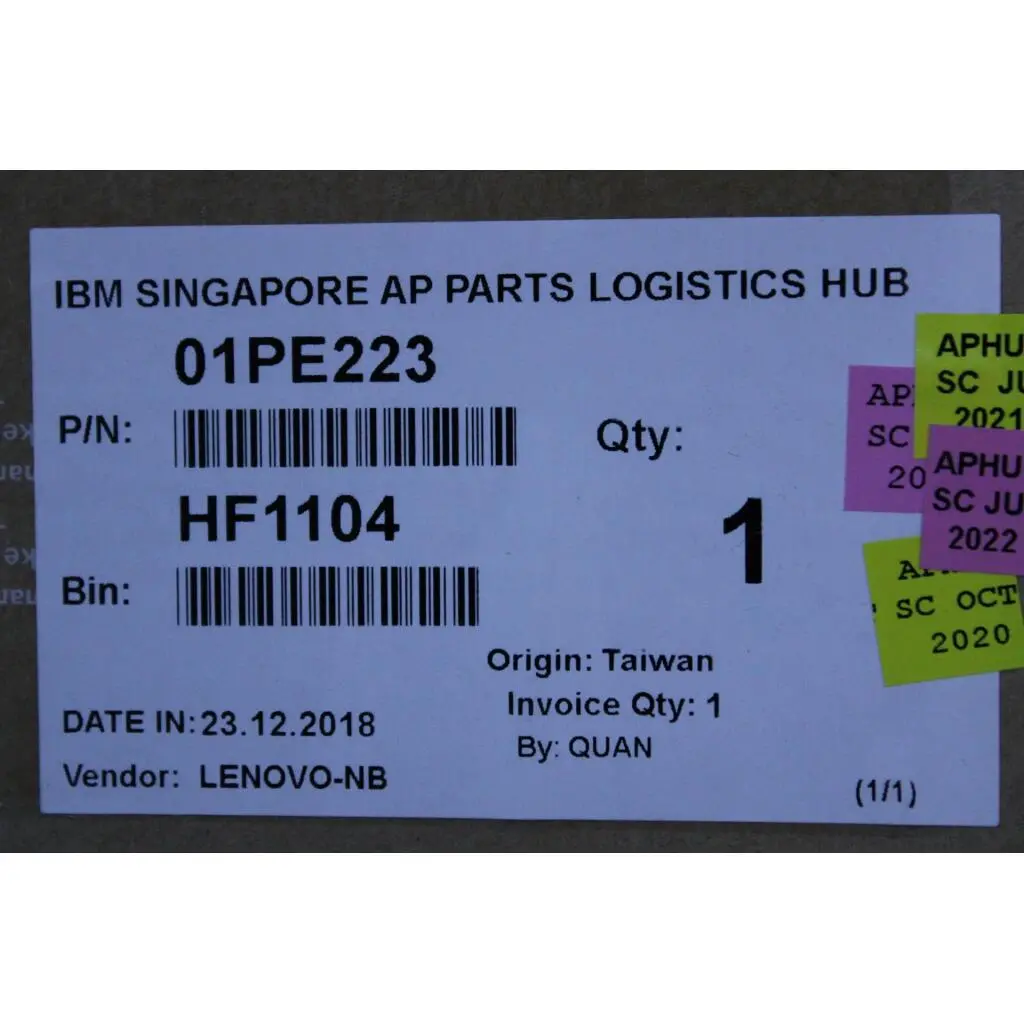 IBM SINGAPORE AP PARTS LOGISTICS HUB
01PE223
P/N:
Qty:
HF1104
1
Bin:
Origin: Taiwan
Invoice Qty: 1
By: QUAN
DATE IN: 23.12.2018
Vendor: LENOVO-NB
(1/1)
APHU
SC JU
2021
AP
SC
20
APHU
SC JU
2022
SC OCT
2020